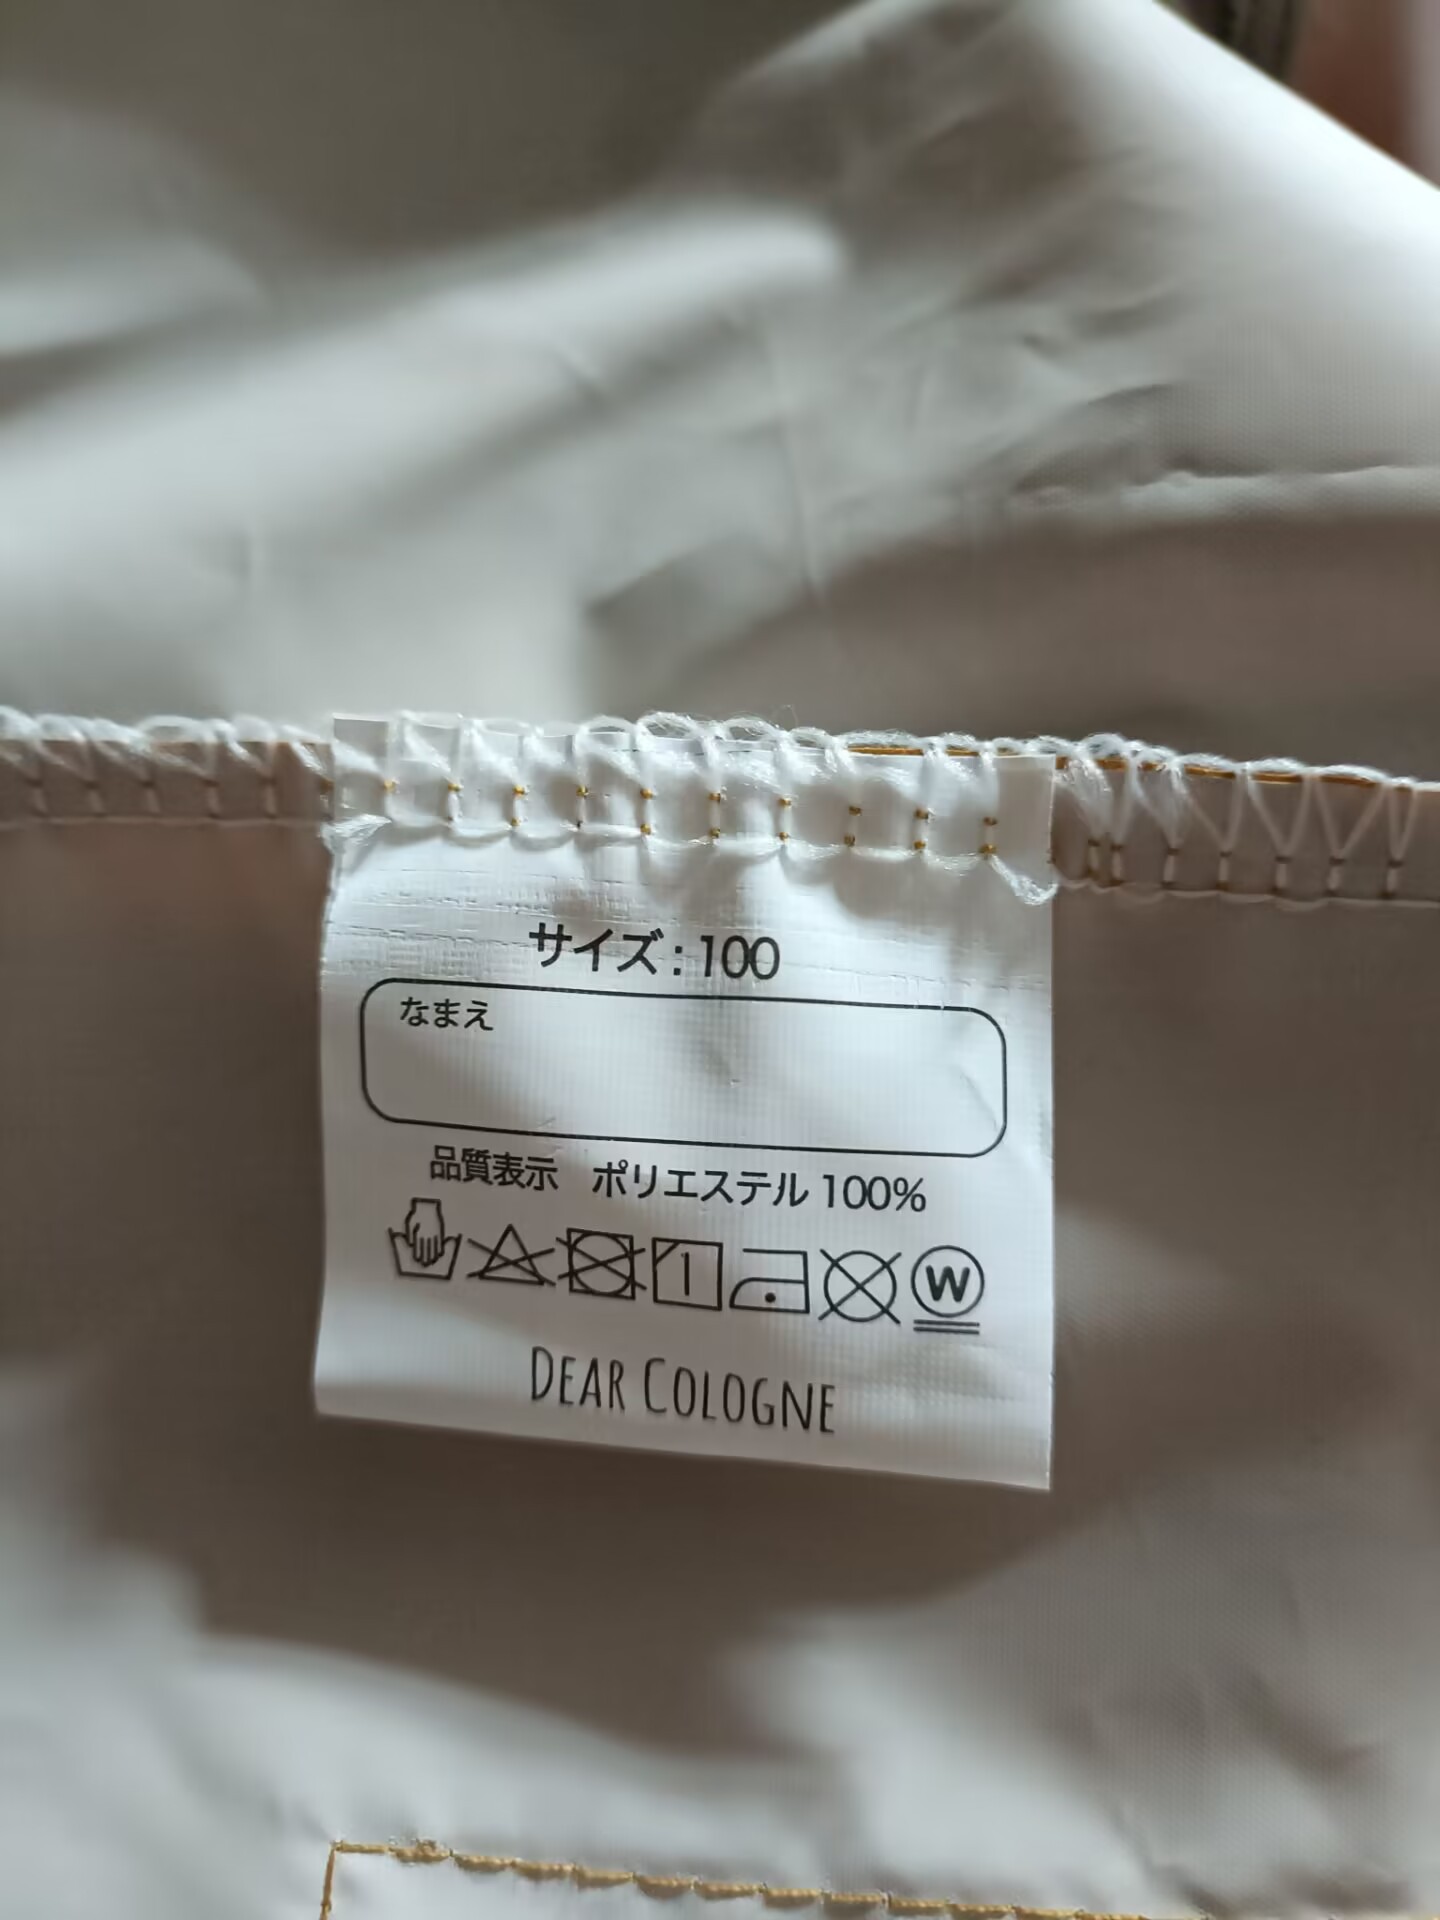 サイズ : 100
なまえ
品質表示 ポリエステル 100%
W
DEAR COLOGNE